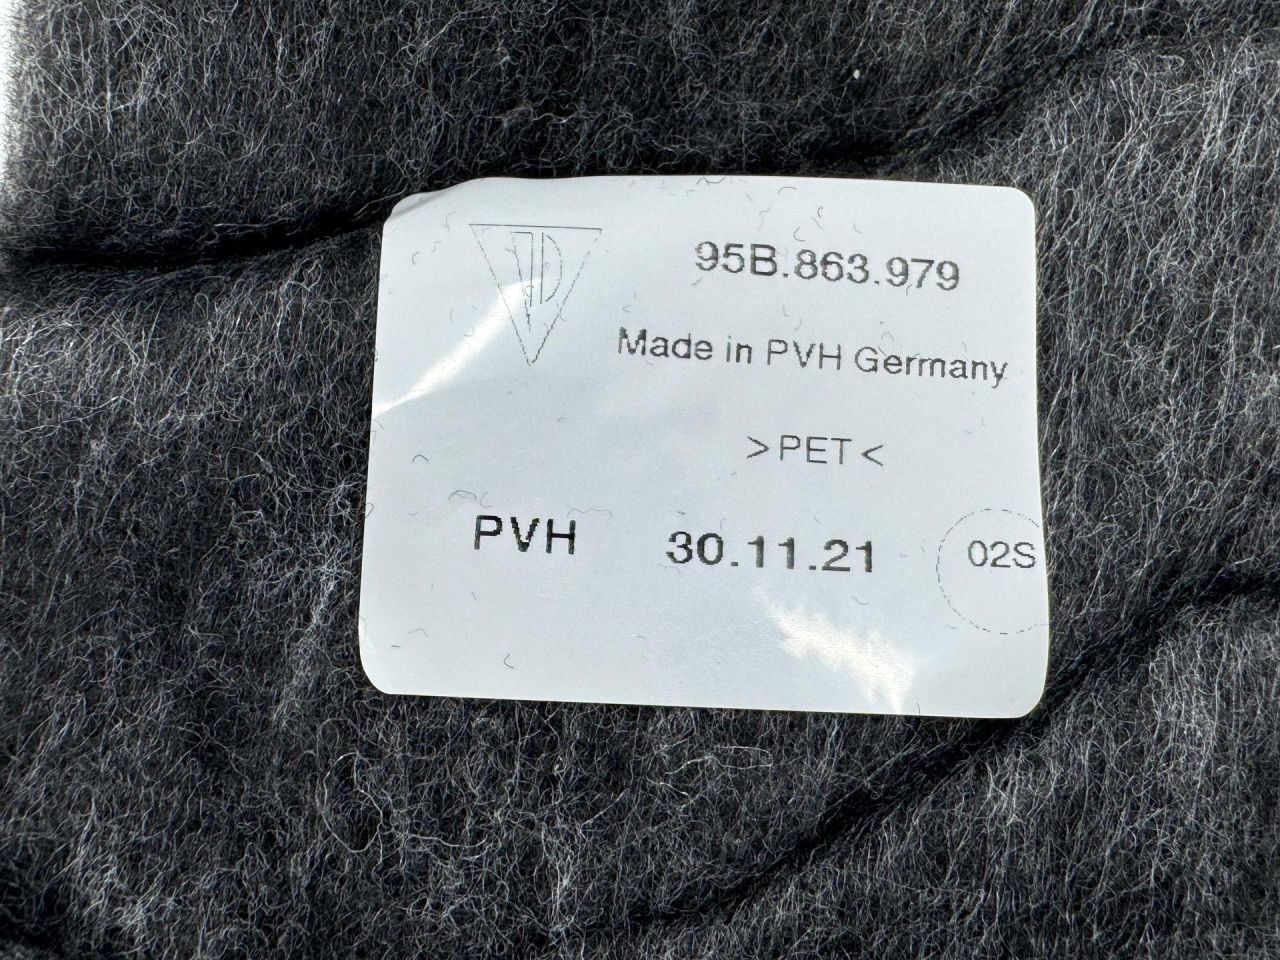 95B.863.979
Made in PVH Germany
>PET<
PVH 30.11.21 02S